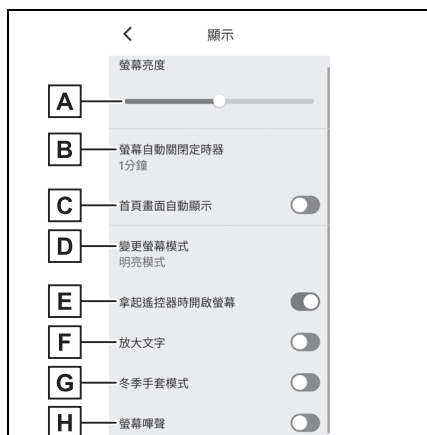 顯示
螢幕亮度
A
B
螢幕自動關閉定時器
1分鐘
C
首頁畫面自動顯示
D
變更螢幕模式
明亮模式
E
拿起遙控器時開啟螢幕
F
放大文字
G
冬季手套模式
H
螢幕嗶聲